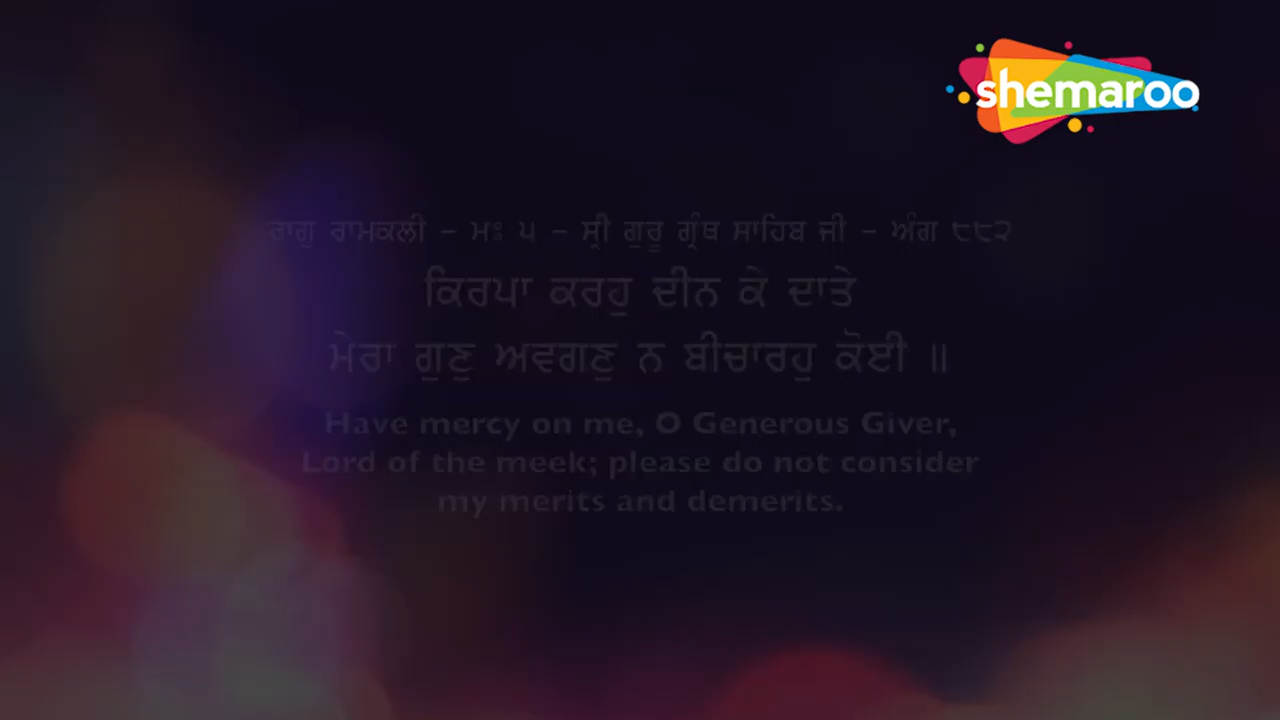 shemaroo
ਰਾਗੁ ਰਾਮਕਲੀ – ਮਃ ੫ – ਸ੍ਰੀ ਗੁਰੂ ਗ੍ਰੰਥ ਸਾਹਿਬ ਜੀ – ਅੰਗ ੮੮੨
ਕਿਰਪਾ ਕਰਹੁ ਦੀਨ ਕੇ ਦਾਤੇ
ਮੇਰਾ ਗੁਣੁ ਅਵਗਣੁ ਨ ਬੀਚਾਰਹੁ ਕੋਈ ॥
Have mercy on me, O Generous Giver,
Lord of the meek; please do not consider
my merits and demerits.